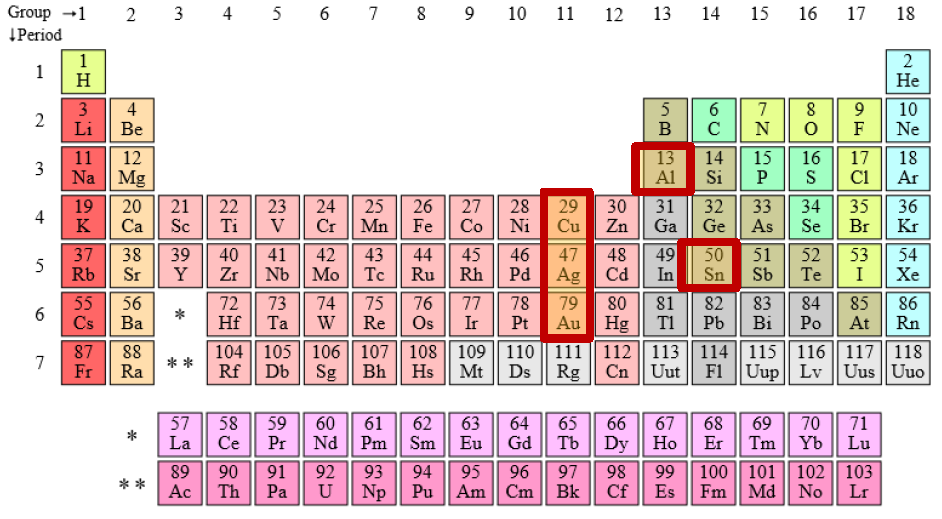 Group →1 2 3 4 5 6 7 8 9 10 11 12 13 14 15 16 17 18
↓Period
1 1 H 2 He
2 3 Li 4 Be 5 B 6 C 7 N 8 O 9 F 10 Ne
3 11 Na 12 Mg 13 Al 14 Si 15 P 16 S 17 Cl 18 Ar
4 19 K 20 Ca 21 Sc 22 Ti 23 V 24 Cr 25 Mn 26 Fe 27 Co 28 Ni 29 Cu 30 Zn 31 Ga 32 Ge 33 As 34 Se 35 Br 36 Kr
5 37 Rb 38 Sr 39 Y 40 Zr 41 Nb 42 Mo 43 Tc 44 Ru 45 Rh 46 Pd 47 Ag 48 Cd 49 In 50 Sn 51 Sb 52 Te 53 I 54 Xe
6 55 Cs 56 Ba * 72 Hf 73 Ta 74 W 75 Re 76 Os 77 Ir 78 Pt 79 Au 80 Hg 81 Tl 82 Pb 83 Bi 84 Po 85 At 86 Rn
7 87 Fr 88 Ra ** 104 Rf 105 Db 106 Sg 107 Bh 108 Hs 109 Mt 110 Ds 111 Rg 112 Cn 113 Uut 114 Fl 115 Uup 116 Lv 117 Uus 118 Uuo
* 57 La 58 Ce 59 Pr 60 Nd 61 Pm 62 Sm 63 Eu 64 Gd 65 Tb 66 Dy 67 Ho 68 Er 69 Tm 70 Yb 71 Lu
** 89 Ac 90 Th 91 Pa 92 U 93 Np 94 Pu 95 Am 96 Cm 97 Bk 98 Cf 99 Es 100 Fm 101 Md 102 No 103 Lr